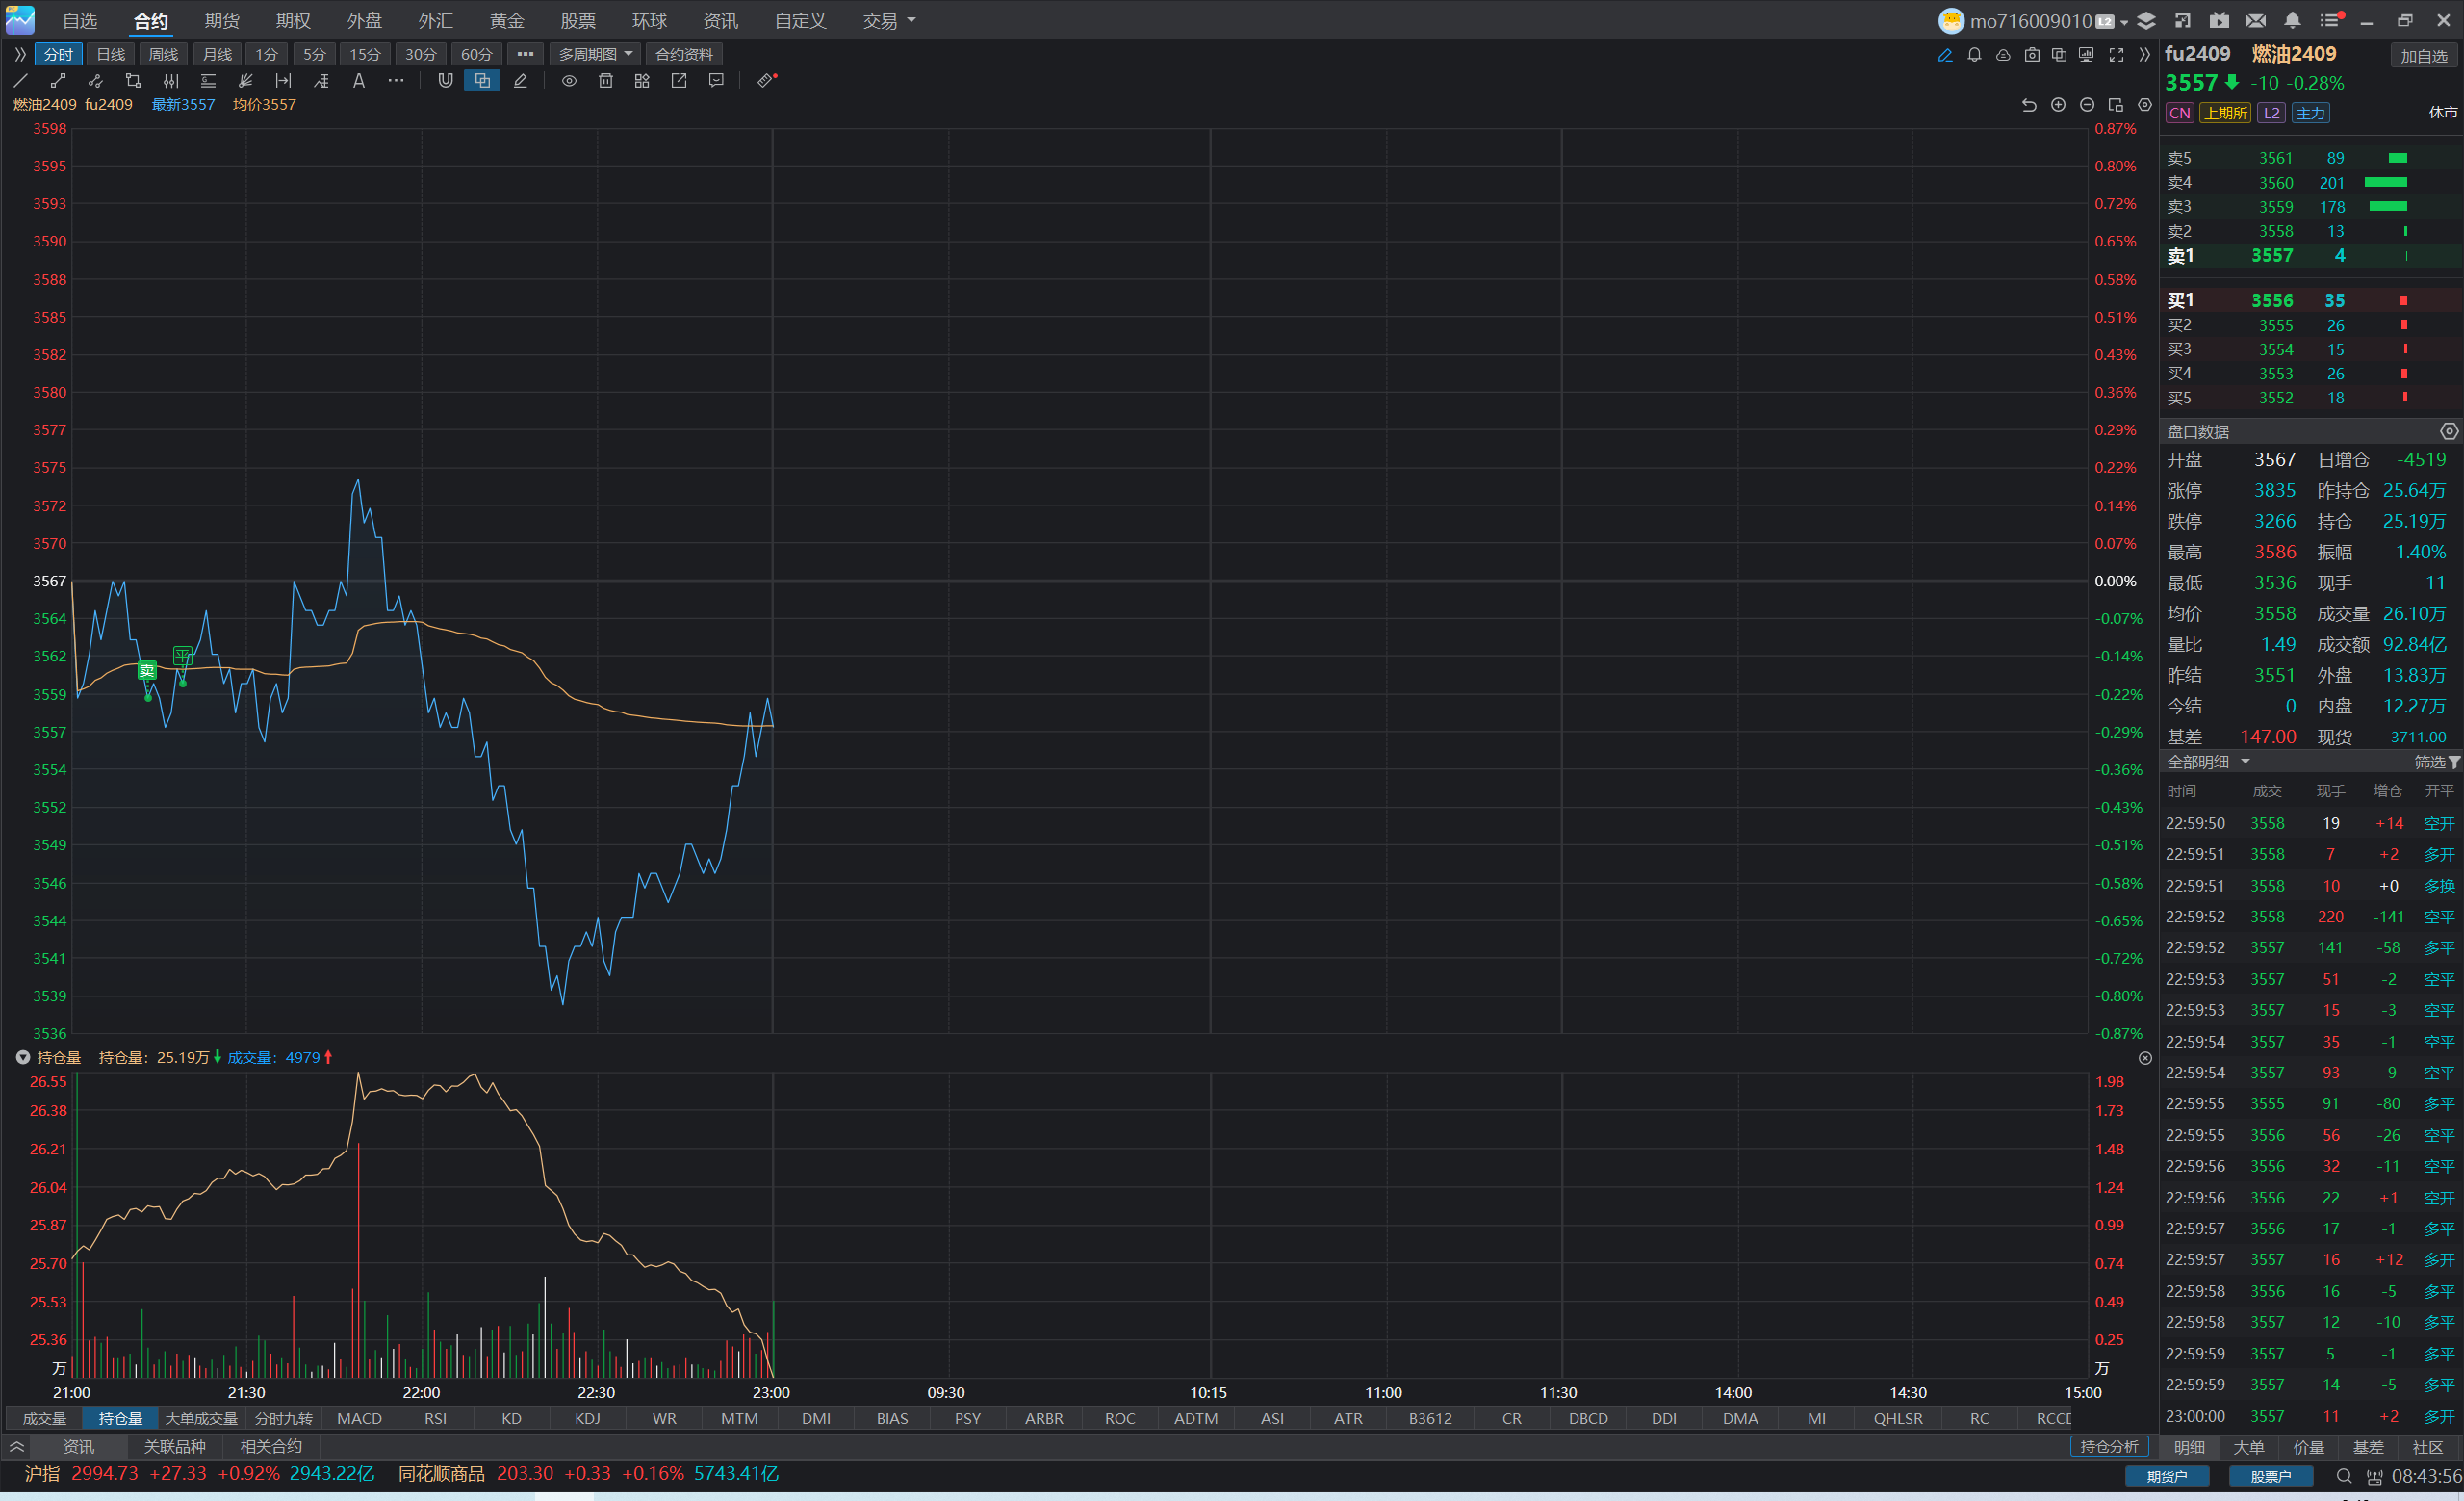 自选 合约 期货 期权 外盘 外汇 黄金 股票 环球 资讯 自定义 交易 mo716009010 L2
分时 日线 周线 月线 1分 5分 15分 30分 60分 ••• 多周期图 合约资料
燃油2409 fu2409 最新3557 均价3557
3598 0.87%
3595 0.80%
3593 0.72%
3590 0.65%
3588 0.58%
3585 0.51%
3582 0.43%
3580 0.36%
3577 0.29%
3575 0.22%
3572 0.14%
3570 0.07%
3567 0.00%
3564 -0.07%
3562 -0.14%
3559 -0.22%
3557 -0.29%
3554 -0.36%
3552 -0.43%
3549 -0.51%
3546 -0.58%
3544 -0.65%
3541 -0.72%
3539 -0.80%
3536 -0.87%
卖 平
持仓量 持仓量: 25.19万 成交量: 4979
26.55 1.98
26.38 1.73
26.21 1.48
26.04 1.24
25.87 0.99
25.70 0.74
25.53 0.49
25.36 0.25
万 万
21:00 21:30 22:00 22:30 23:00 09:30 10:15 11:00 11:30 14:00 14:30 15:00
成交量 持仓量 大单成交量 分时九转 MACD RSI KD KDJ WR MTM DMI BIAS PSY ARBR ROC ADTM ASI ATR B3612 CR DBCD DDI DMA MI QHLSR RC RCCD
资讯 关联品种 相关合约 持仓分析
沪指 2994.73 +27.33 +0.92% 2943.22亿 同花顺商品 203.30 +0.33 +0.16% 5743.41亿
fu2409 燃油2409 加自选
3557 -10 -0.28%
CN 上期所 L2 主力 休市
卖5 3561 89
卖4 3560 201
卖3 3559 178
卖2 3558 13
卖1 3557 4
买1 3556 35
买2 3555 26
买3 3554 15
买4 3553 26
买5 3552 18
盘口数据
开盘 3567 日增仓 -4519
涨停 3835 昨持仓 25.64万
跌停 3266 持仓 25.19万
最高 3586 振幅 1.40%
最低 3536 现手 11
均价 3558 成交量 26.10万
量比 1.49 成交额 92.84亿
昨结 3551 外盘 13.83万
今结 0 内盘 12.27万
基差 147.00 现货 3711.00
全部明细 筛选
时间 成交 现手 增仓 开平
22:59:50 3558 19 +14 空开
22:59:51 3558 7 +2 多开
22:59:51 3558 10 +0 多换
22:59:52 3558 220 -141 空平
22:59:52 3557 141 -58 多平
22:59:53 3557 51 -2 空平
22:59:53 3557 15 -3 空平
22:59:54 3557 35 -1 空平
22:59:54 3557 93 -9 空平
22:59:55 3555 91 -80 多平
22:59:55 3556 56 -26 空平
22:59:56 3556 32 -11 空平
22:59:56 3556 22 +1 空开
22:59:57 3556 17 -1 多平
22:59:57 3557 16 +12 多开
22:59:58 3556 16 -5 多平
22:59:58 3557 12 -10 多平
22:59:59 3557 5 -1 多平
22:59:59 3557 14 -5 多平
23:00:00 3557 11 +2 多开
明细 大单 价量 基差 社区
期货户 股票户 08:43:56